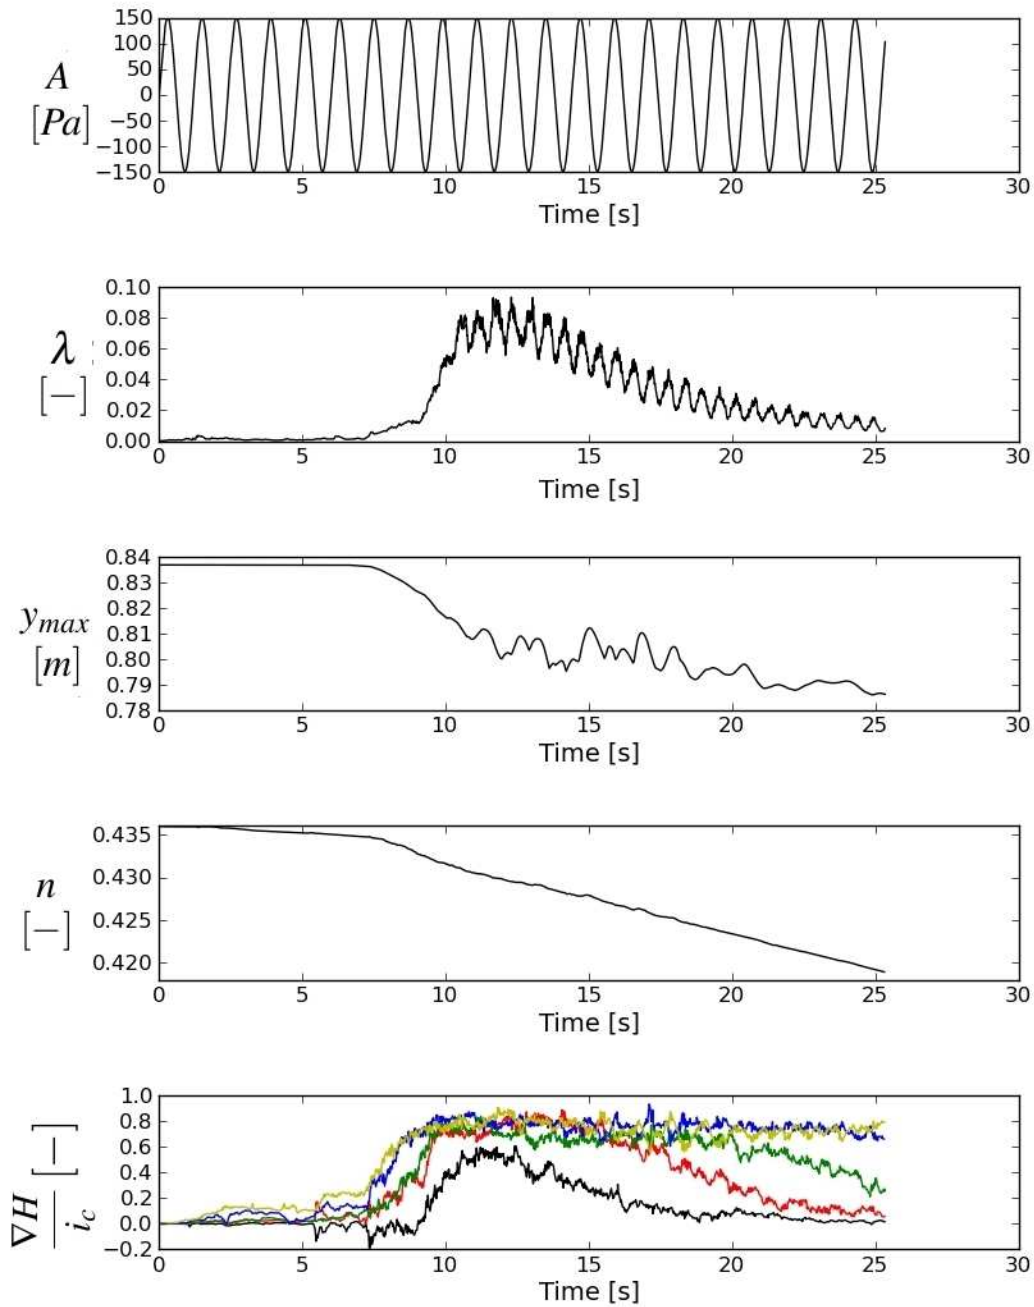 150
100
50
0
−50
−100
−150
A
[Pa]
0 5 10 15 20 25 30
Time [s]
0.10
0.08
0.06
0.04
0.02
0.00
λ
[−]
0 5 10 15 20 25 30
Time [s]
0.84
0.83
0.82
0.81
0.80
0.79
0.78
y_max
[m]
0 5 10 15 20 25 30
Time [s]
0.435
0.430
0.425
0.420
n
[−]
0 5 10 15 20 25 30
Time [s]
1.0
0.8
0.6
0.4
0.2
0.0
−0.2
∇H
i_c
[−]
0 5 10 15 20 25 30
Time [s]